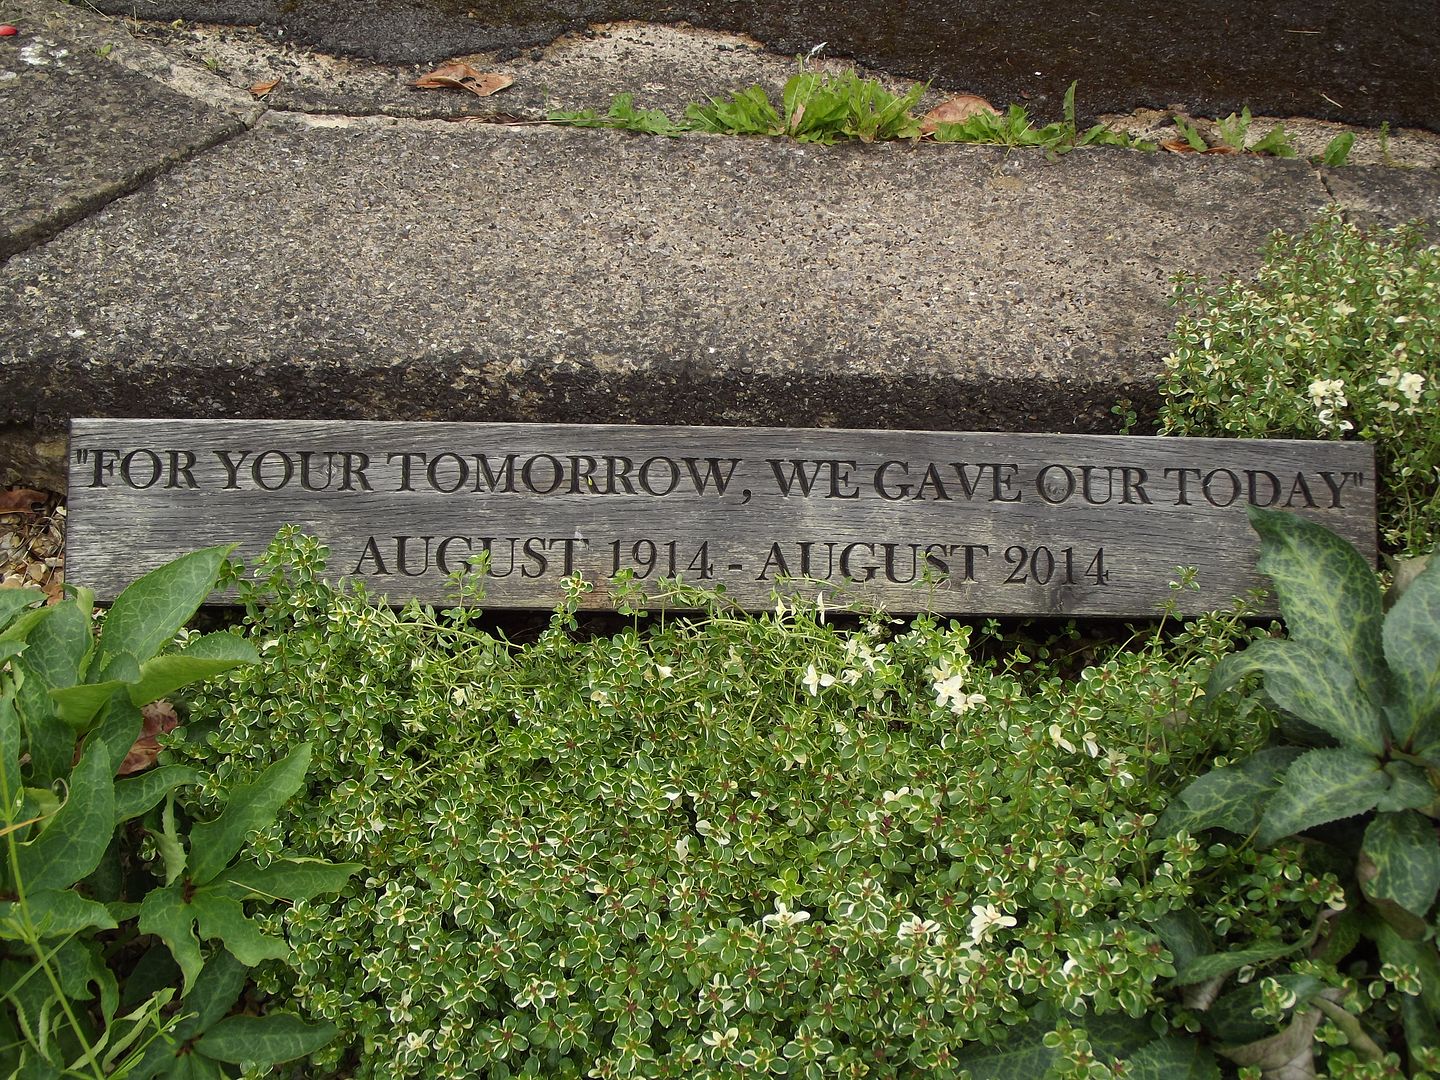 "FOR YOUR TOMORROW, WE GAVE OUR TODAY"
AUGUST 1914 - AUGUST 2014